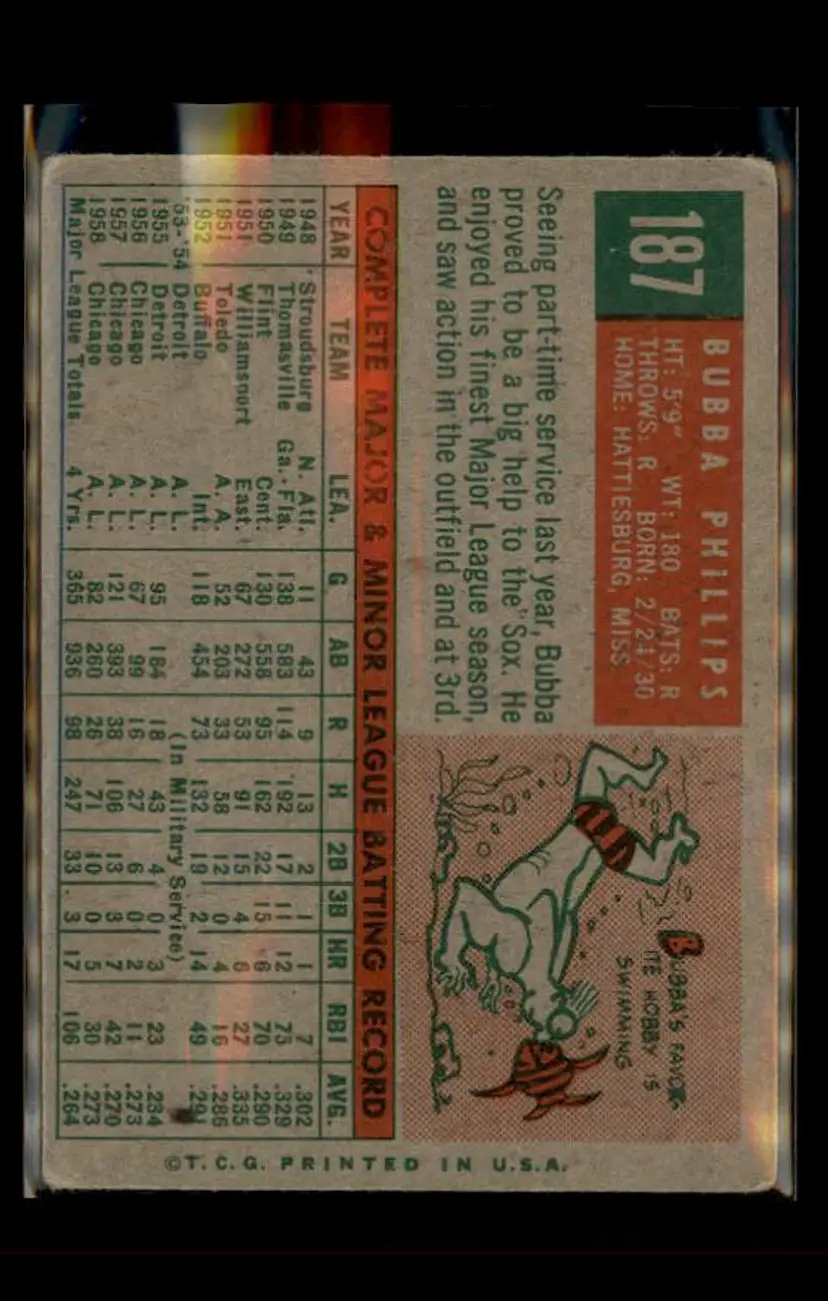 187
BUBBA PHILLIPS
HT: 5'9" WT: 180 BATS: R
THROWS: R BORN: 2/24/30
HOME: HATTIESBURG, MISS.
Seeing part-time service last year, Bubba
proved to be a big help to the Sox. He
enjoyed his finest Major League season,
and saw action in the outfield and at 3rd.
BUBBA'S FAVOR-
ITE HOBBY IS
SWIMMING
COMPLETE MAJOR & MINOR LEAGUE BATTING RECORD
YEAR TEAM LEA. G AB R H 2B 3B HR RBI AVG.
1948 Stroudsburg N. Atl. 11 43 9 13 2 1 1 7 .302
1949 Thomasville Ga.-Fla. 138 583 114 192 17 11 12 75 .329
1950 Flint Cent. 130 558 95 162 22 15 6 70 .290
1951 Williamsport East. 67 272 53 91 15 4 6 27 .335
1951 Toledo A. A. 52 203 33 58 12 0 4 16 .286
1952 Buffalo Int. 118 454 73 132 19 2 14 49 .291
'53-'54 Detroit A. L. (In Military Service)
1955 Detroit A. L. 95 184 18 43 4 0 3 23 .234
1956 Chicago A. L. 67 99 16 27 6 0 2 11 .273
1957 Chicago A. L. 121 393 38 106 13 3 7 42 .270
1958 Chicago A. L. 82 260 26 71 10 0 5 30 .273
Major League Totals 4 Yrs. 365 936 98 247 33 3 17 106 .264
©T.C.G. PRINTED IN U.S.A.